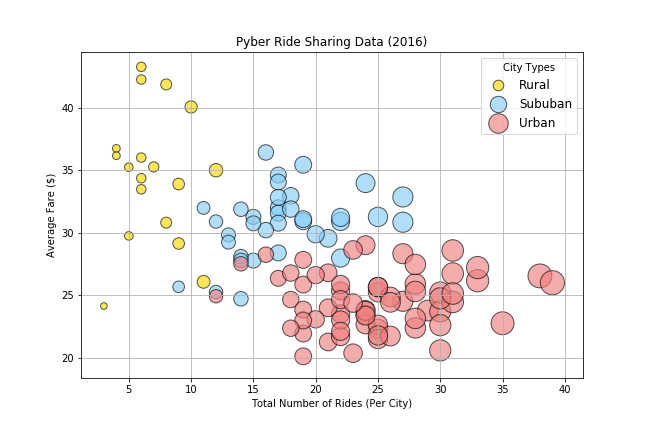 Pyber Ride Sharing Data (2016)
City Types
Rural
Sububan
Urban
Average Fare ($)
40
35
30
25
20
5 10 15 20 25 30 35 40
Total Number of Rides (Per City)